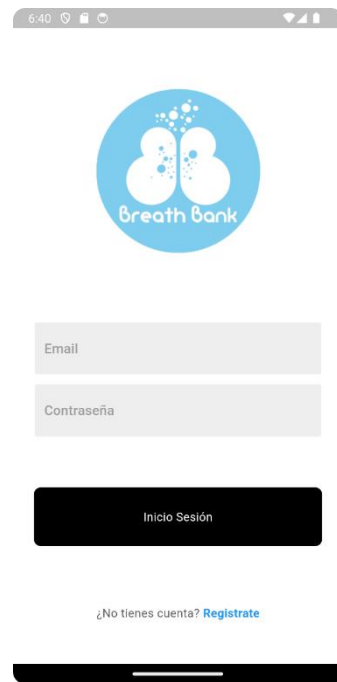 6:40
Breath Bank
Email
Contraseña
Inicio Sesión
¿No tienes cuenta? Registrate